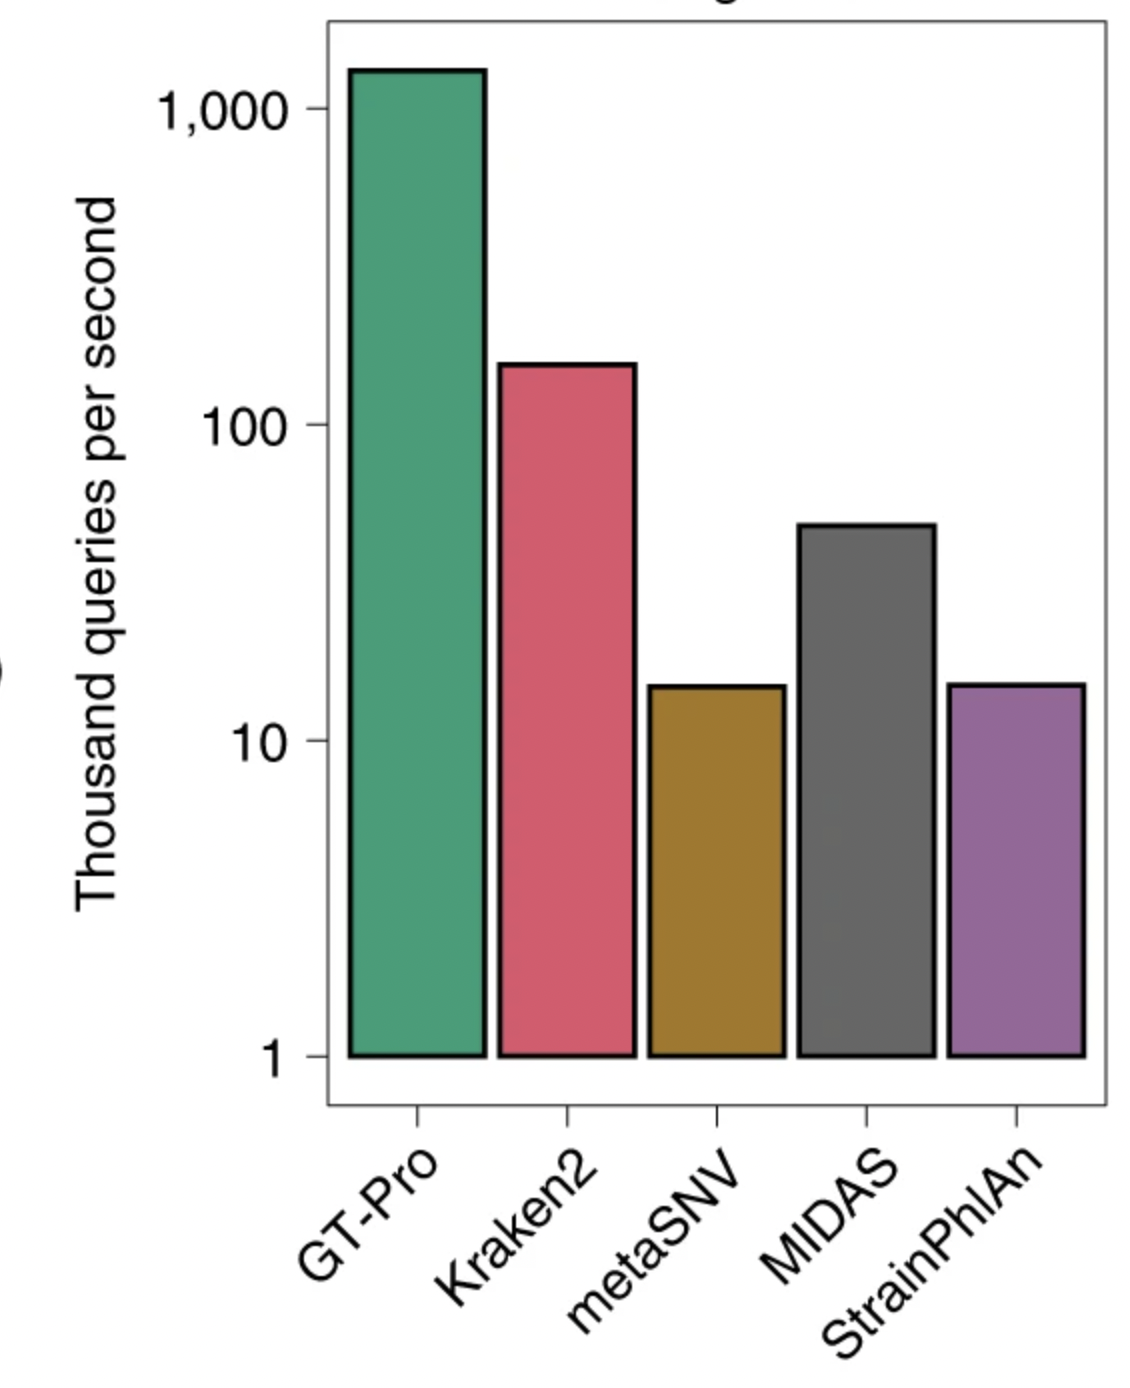 1,000
100
10
1
Thousand queries per second
GT-Pro
Kraken2
metaSNV
MIDAS
StrainPhlAn